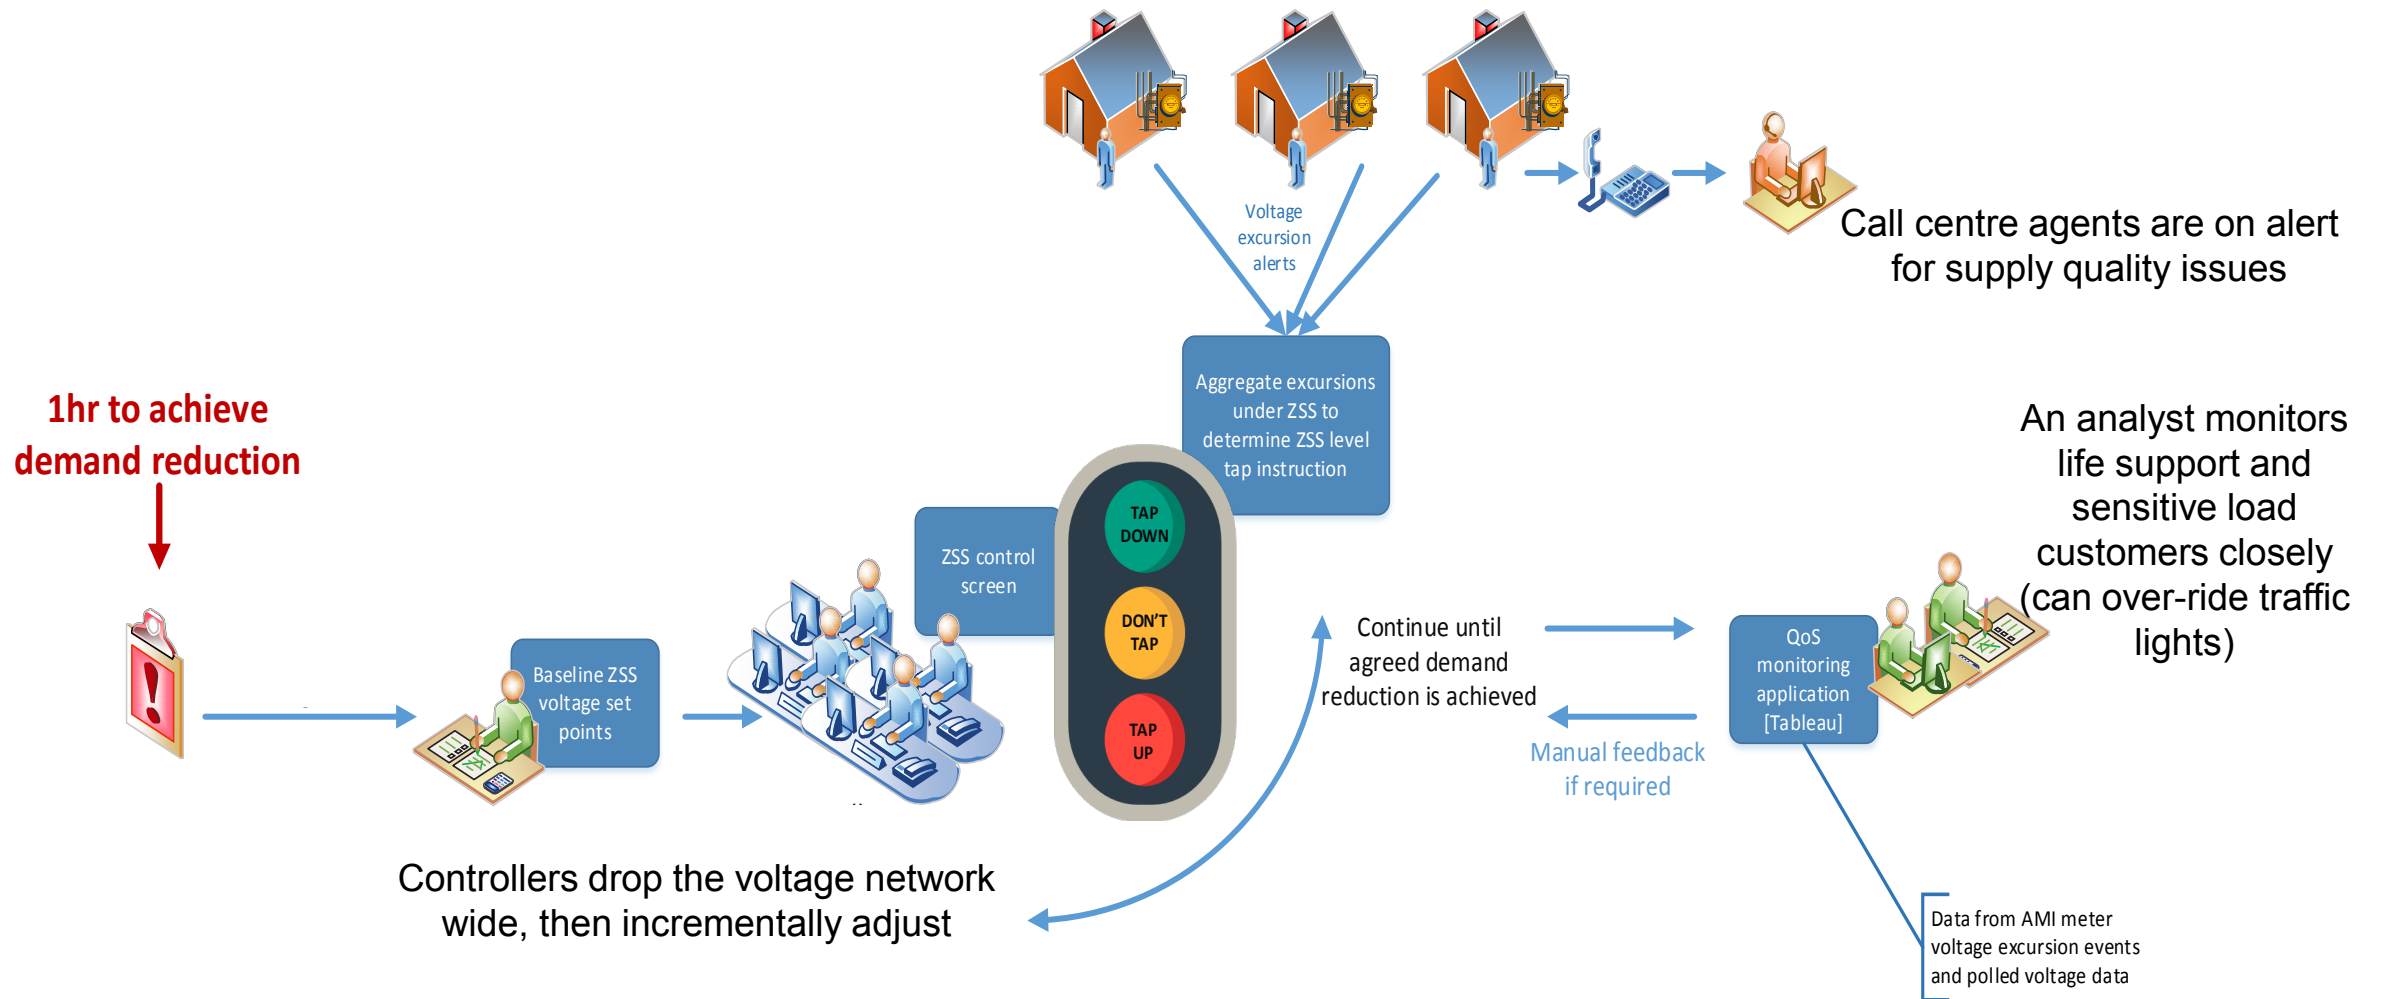 Voltage
excursion
alerts
Call centre agents are on alert
for supply quality issues
Aggregate excursions
under ZSS to
determine ZSS level
tap instruction
1hr to achieve
demand reduction
An analyst monitors
life support and
sensitive load
customers closely
(can over-ride traffic
lights)
ZSS control
screen
TAP
DOWN
DON'T
TAP
TAP
UP
Baseline ZSS
voltage set
points
Continue until
agreed demand
reduction is achieved
QoS
monitoring
application
[Tableau]
Manual feedback
if required
Controllers drop the voltage network
wide, then incrementally adjust
Data from AMI meter
voltage excursion events
and polled voltage data